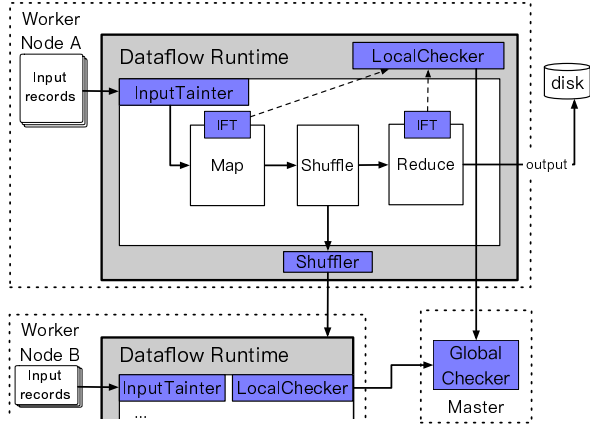 Worker
Node A
Input
records
Dataflow Runtime
LocalChecker
InputTainter
disk
IFT
IFT
Map
Shuffle
Reduce
output
Shuffler
Worker
Node B
Input
records
Dataflow Runtime
InputTainter
LocalChecker
...
Global
Checker
Master